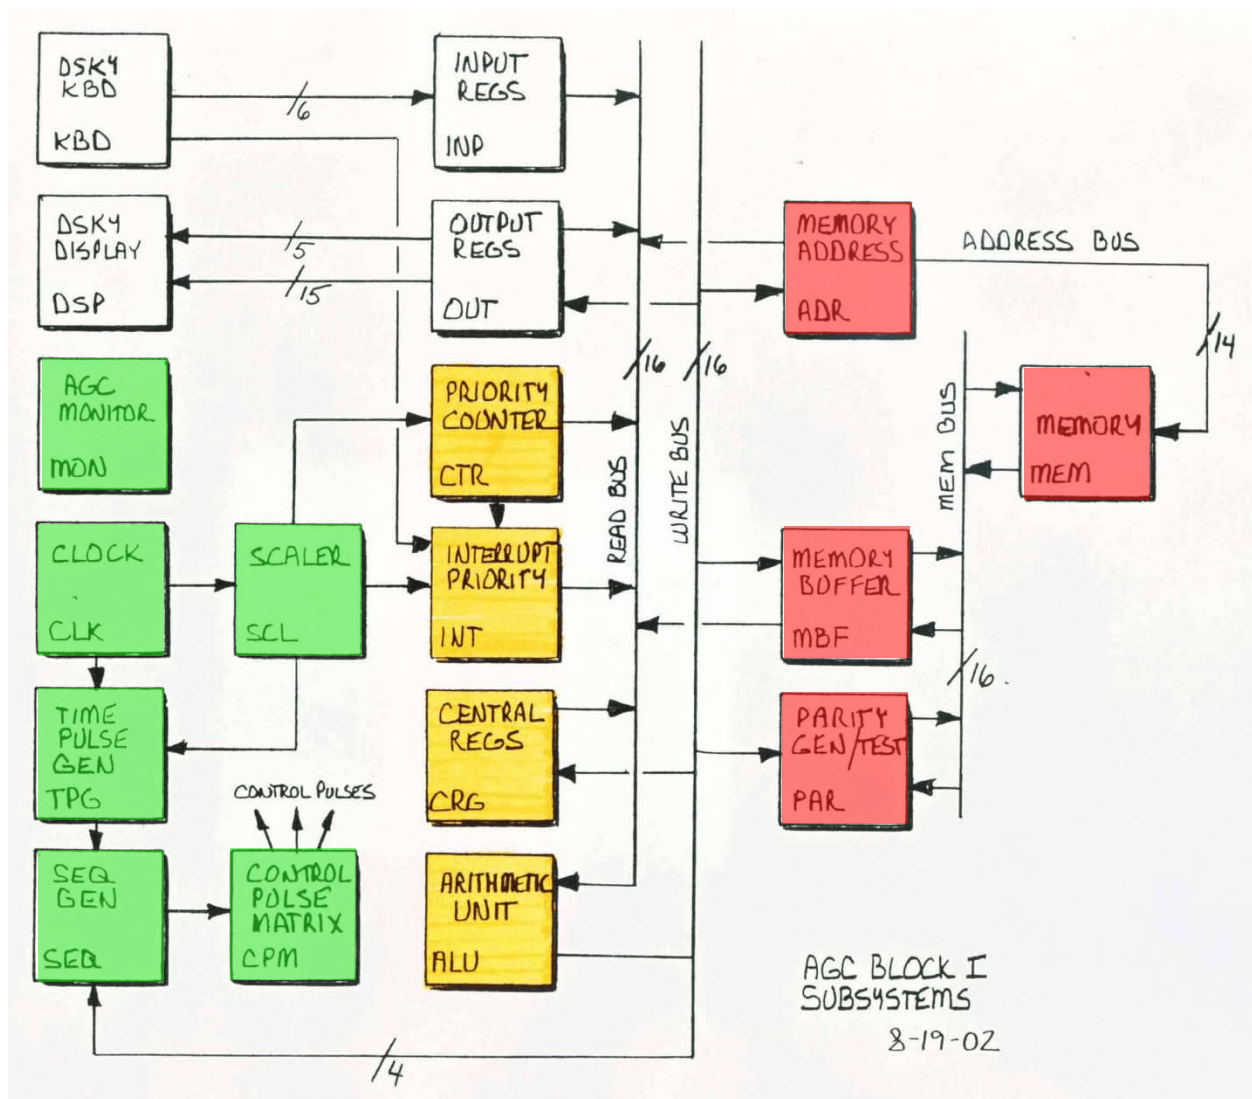 DSKY
KBD
KBD
6
INPUT
REGS
INP
DSKY
DISPLAY
DSP
5
15
OUTPUT
REGS
OUT
MEMORY
ADDRESS
ADR
ADDRESS BUS
14
16
16
AGC
MONITOR
MON
PRIORITY
COUNTER
CTR
READ BUS
WRITE BUS
MEM BUS
MEMORY
MEM
CLOCK
CLK
SCALER
SCL
INTERRUPT
PRIORITY
INT
MEMORY
BUFFER
MBF
16
TIME
PULSE
GEN
TPG
CENTRAL
REGS
CRG
PARITY
GEN/TEST
PAR
CONTROL PULSES
SEQ
GEN
SEQ
CONTROL
PULSE
MATRIX
CPM
ARITHMETIC
UNIT
ALU
4
AGC BLOCK I
SUBSYSTEMS
8-19-02